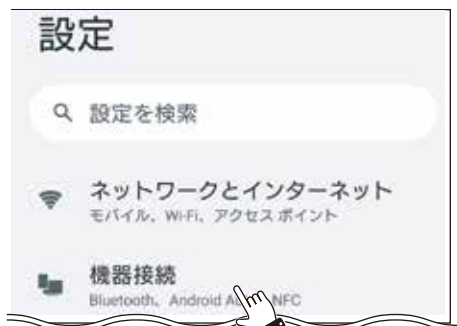 設定
設定を検索
ネットワークとインターネット
モバイル、Wi-Fi、アクセス ポイント
機器接続
Bluetooth、Android NFC